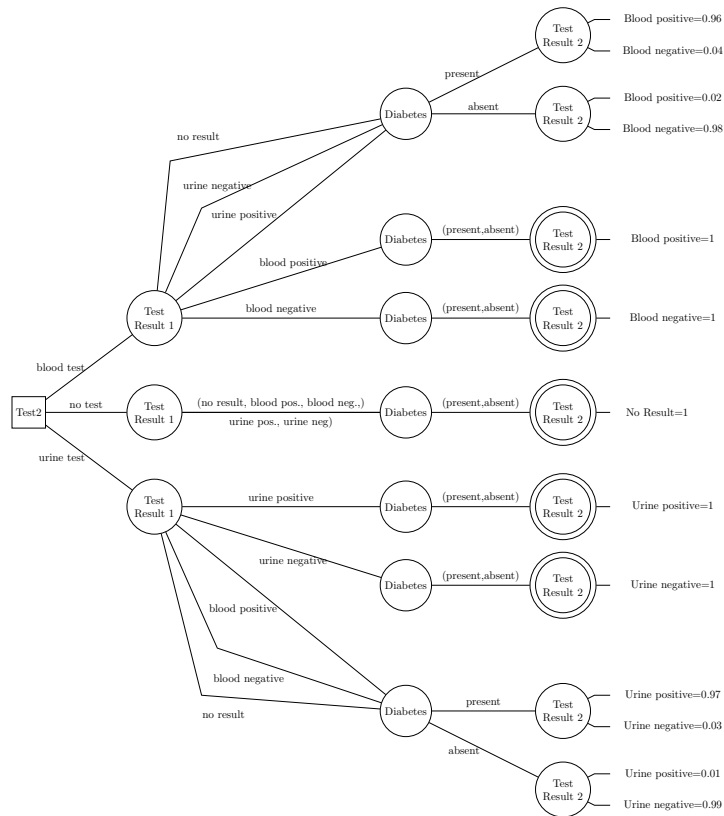 Test
Result 2
Blood positive=0.96
Blood negative=0.04
present
Diabetes
absent
Test
Result 2
Blood positive=0.02
Blood negative=0.98
no result
urine negative
urine positive
blood positive
Diabetes
(present,absent)
Test
Result 2
Blood positive=1
Test
Result 1
blood negative
Diabetes
(present,absent)
Test
Result 2
Blood negative=1
blood test
Test2
no test
Test
Result 1
(no result, blood pos., blood neg.,)
urine pos., urine neg)
Diabetes
(present,absent)
Test
Result 2
No Result=1
urine test
Test
Result 1
urine positive
Diabetes
(present,absent)
Test
Result 2
Urine positive=1
urine negative
Diabetes
(present,absent)
Test
Result 2
Urine negative=1
blood positive
blood negative
no result
Diabetes
present
Test
Result 2
Urine positive=0.97
Urine negative=0.03
absent
Test
Result 2
Urine positive=0.01
Urine negative=0.99